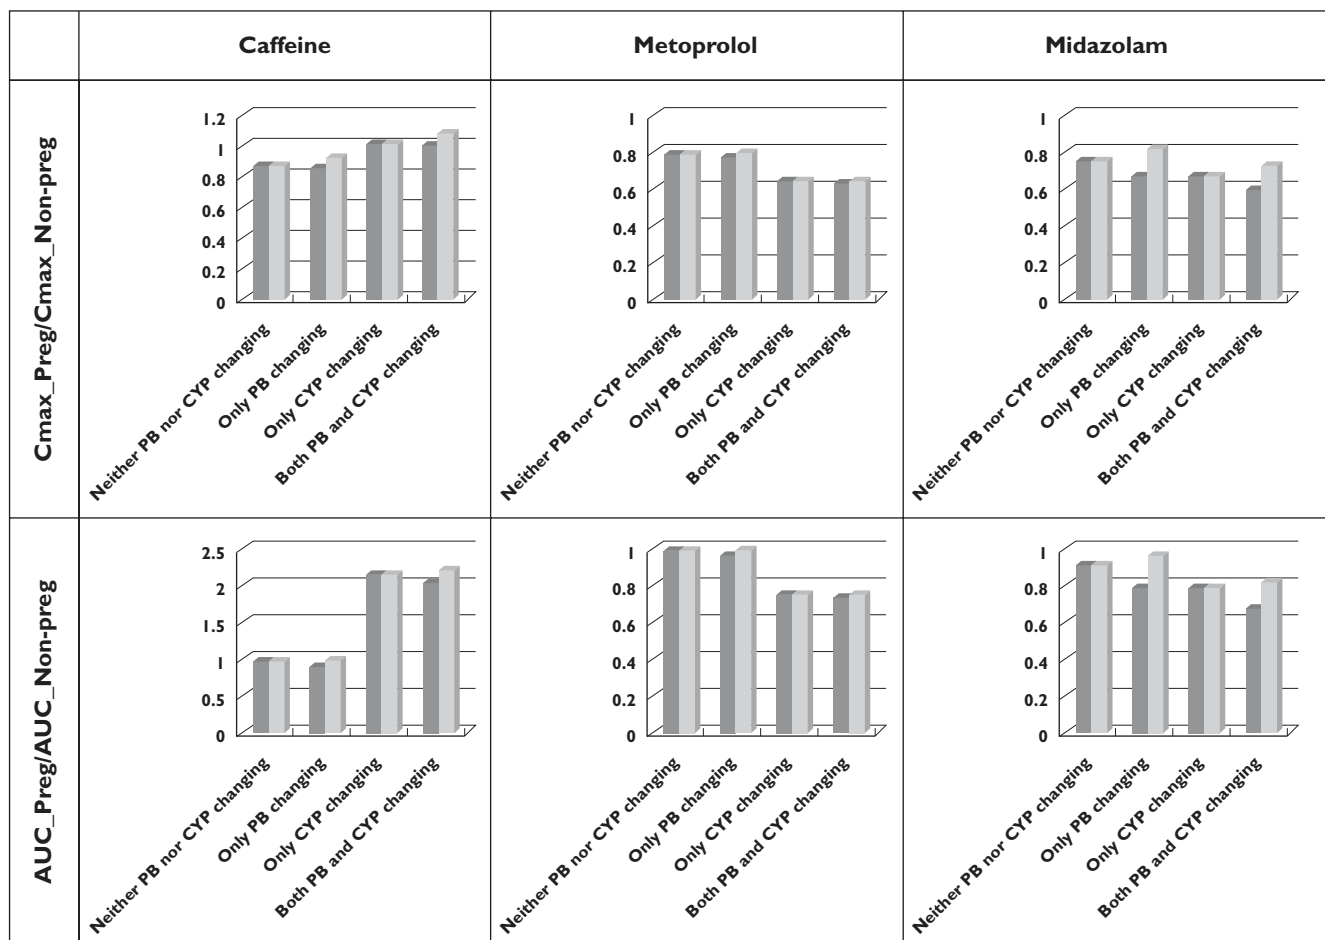 Caffeine
Metoprolol
Midazolam
Cmax_Preg/Cmax_Non-preg
1.2
1
0.8
0.6
0.4
0.2
0
Neither PB nor CYP changing
Only PB changing
Only CYP changing
Both PB and CYP changing
1
0.8
0.6
0.4
0.2
0
Neither PB nor CYP changing
Only PB changing
Only CYP changing
Both PB and CYP changing
1
0.8
0.6
0.4
0.2
0
Neither PB nor CYP changing
Only PB changing
Only CYP changing
Both PB and CYP changing
AUC_Preg/AUC_Non-preg
2.5
2
1.5
1
0.5
0
Neither PB nor CYP changing
Only PB changing
Only CYP changing
Both PB and CYP changing
1
0.8
0.6
0.4
0.2
0
Neither PB nor CYP changing
Only PB changing
Only CYP changing
Both PB and CYP changing
1
0.8
0.6
0.4
0.2
0
Neither PB nor CYP changing
Only PB changing
Only CYP changing
Both PB and CYP changing